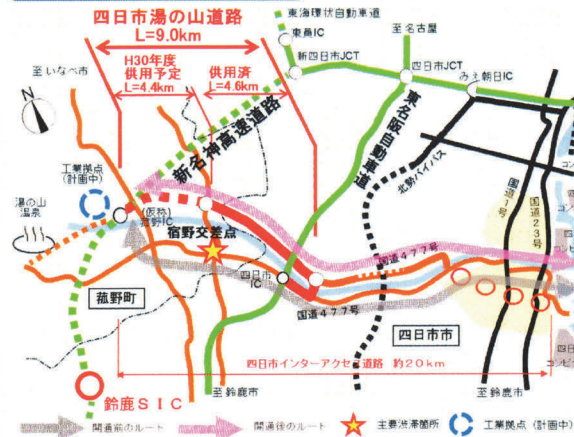 四日市湯の山道路
L=9.0km
東海環状自動車道
東員IC
至名古屋
H30年度
供用予定
L=4.4km
供用済
L=4.6km
新四日市JCT
四日市JCT
みえ朝日IC
至いなべ市
新名神高速道路
東名阪自動車道
北勢バイパス
国道1号
国道23号
工業拠点
(計画中)
湯の山
温泉
(仮称)
菰野IC
宿野交差点
国道477号
四日市
IC
国道477号
菰野町
四日市市
四日市インターアクセス道路 約20km
鈴鹿SIC
至鈴鹿市
至鈴鹿市
開通前のルート
開通後のルート
主要渋滞箇所
工業拠点(計画中)